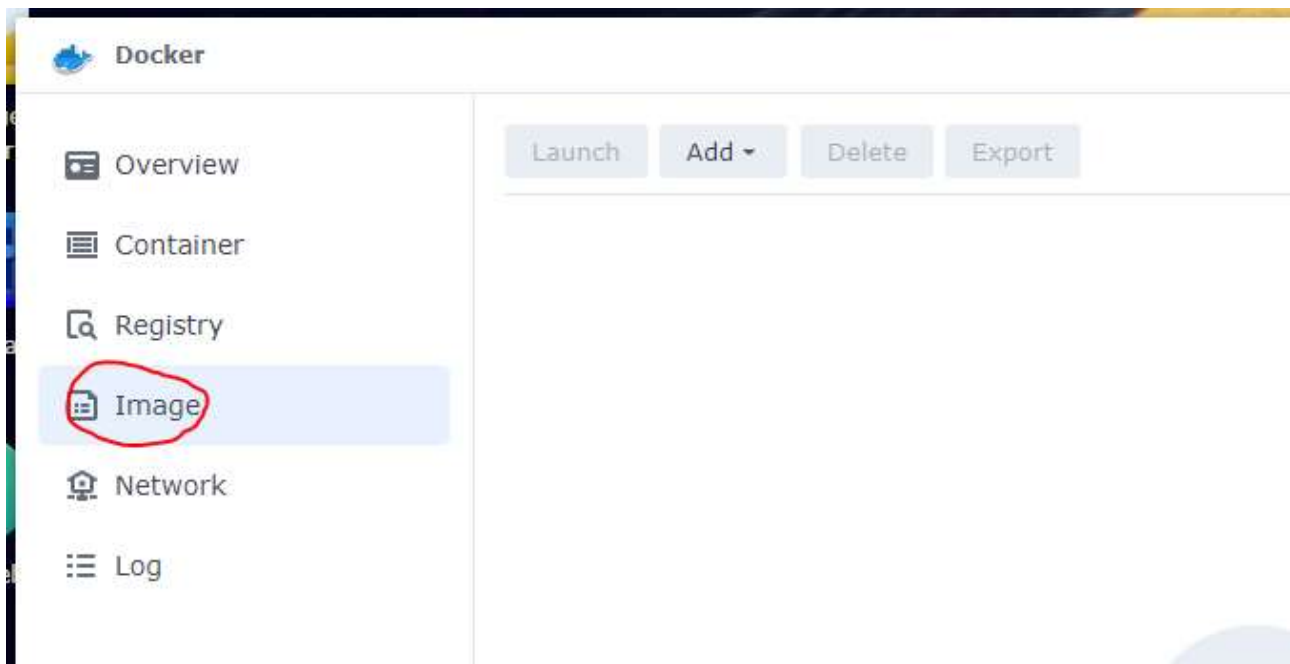 Docker
Overview
Container
Registry
Image
Network
Log
Launch Add Delete Export